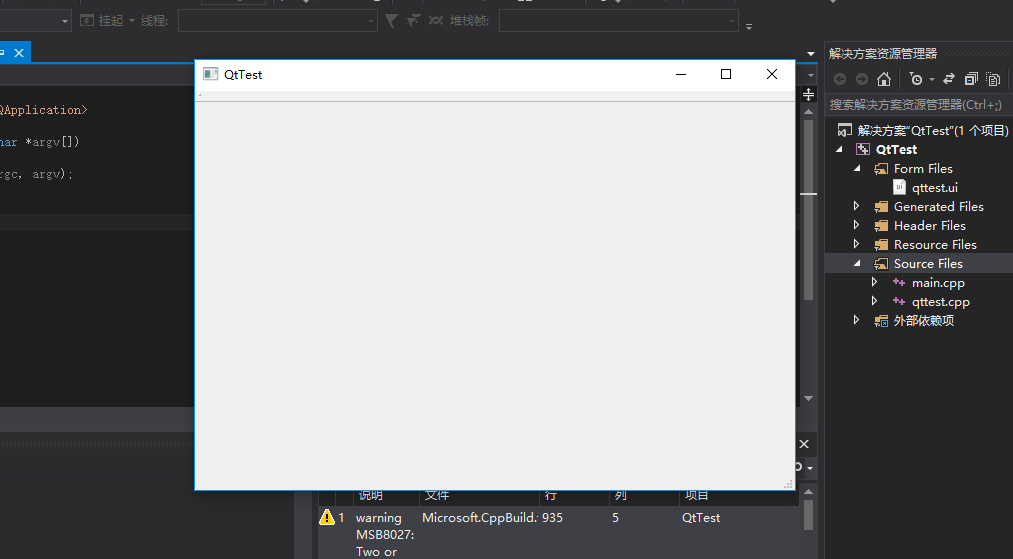 挂起
线程:
堆栈帧:
QtTest
QApplication>
har *argv[])
rgc, argv);
解决方案资源管理器
搜索解决方案资源管理器(Ctrl+;)
解决方案"QtTest"(1 个项目)
QtTest
Form Files
qttest.ui
Generated Files
Header Files
Resource Files
Source Files
main.cpp
qttest.cpp
外部依赖项
说明 文件 行 列 项目
1 warning MSB8027: Two or Microsoft.CppBuild. 935 5 QtTest